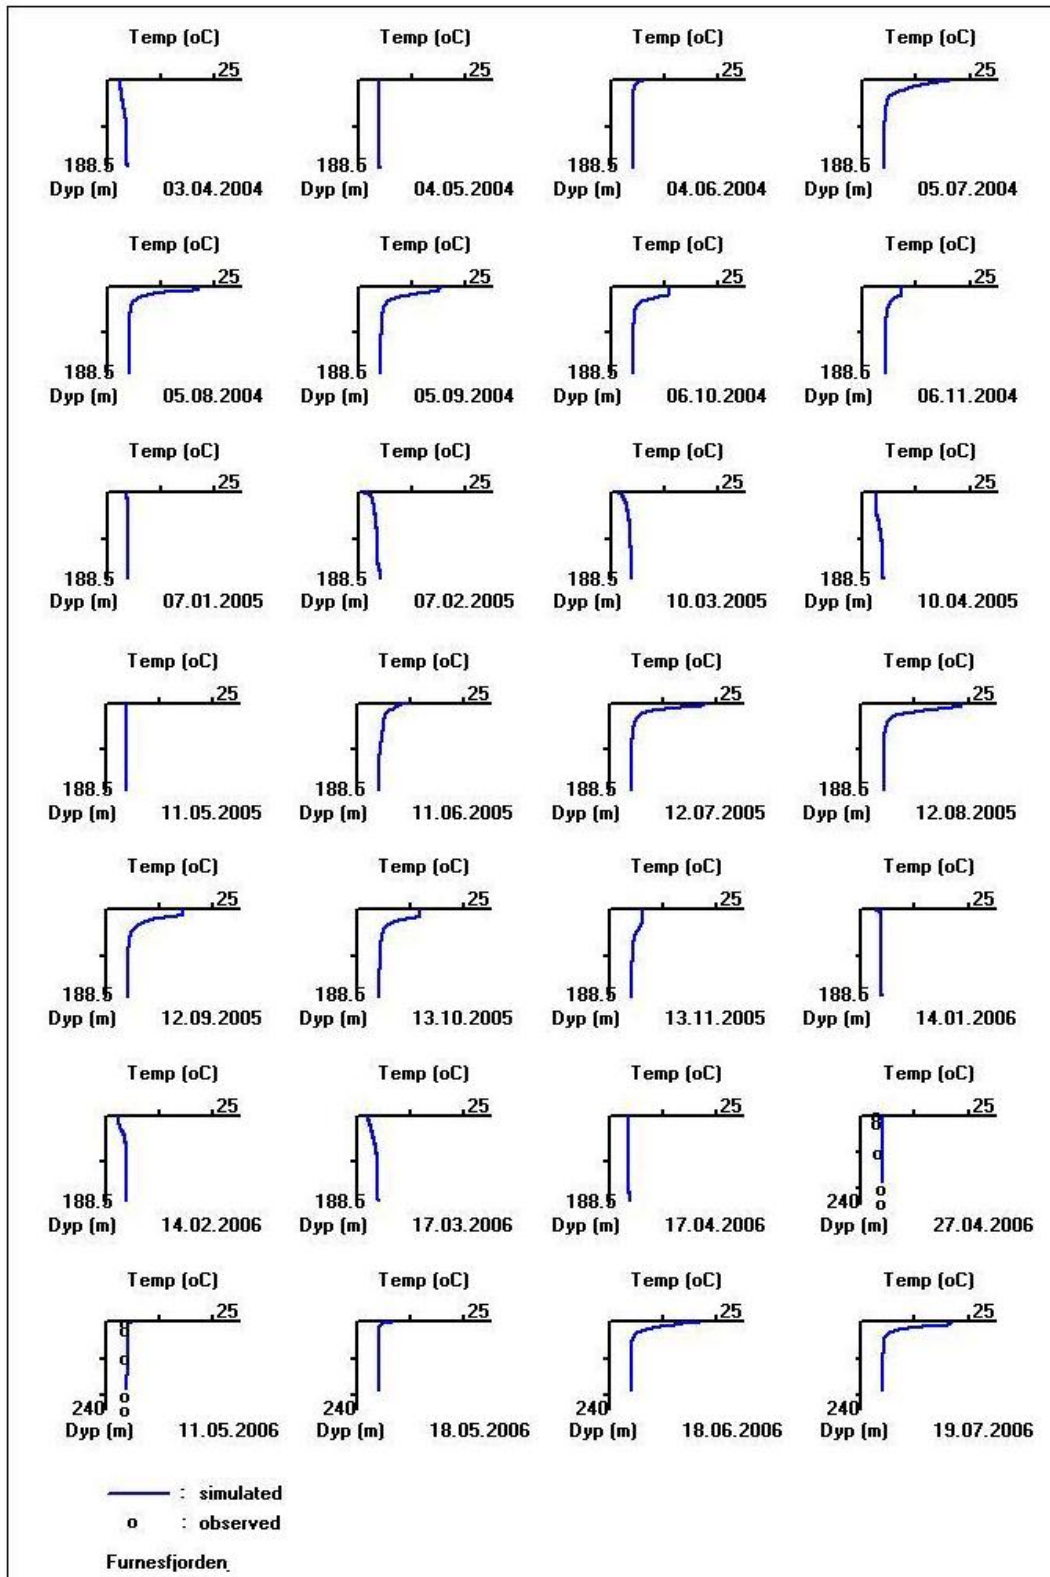 Temp (oC) Temp (oC) Temp (oC) Temp (oC)
25 25 25 25
188.5 188.5 188.5 188.5
Dyp (m) 03.04.2004 Dyp (m) 04.05.2004 Dyp (m) 04.06.2004 Dyp (m) 05.07.2004
Temp (oC) Temp (oC) Temp (oC) Temp (oC)
25 25 25 25
188.5 188.5 188.5 188.5
Dyp (m) 05.08.2004 Dyp (m) 05.09.2004 Dyp (m) 06.10.2004 Dyp (m) 06.11.2004
Temp (oC) Temp (oC) Temp (oC) Temp (oC)
25 25 25 25
188.5 188.5 188.5 188.5
Dyp (m) 07.01.2005 Dyp (m) 07.02.2005 Dyp (m) 10.03.2005 Dyp (m) 10.04.2005
Temp (oC) Temp (oC) Temp (oC) Temp (oC)
25 25 25 25
188.5 188.5 188.5 188.5
Dyp (m) 11.05.2005 Dyp (m) 11.06.2005 Dyp (m) 12.07.2005 Dyp (m) 12.08.2005
Temp (oC) Temp (oC) Temp (oC) Temp (oC)
25 25 25 25
188.5 188.5 188.5 188.5
Dyp (m) 12.09.2005 Dyp (m) 13.10.2005 Dyp (m) 13.11.2005 Dyp (m) 14.01.2006
Temp (oC) Temp (oC) Temp (oC) Temp (oC)
25 25 25 25
188.5 188.5 188.5 240
Dyp (m) 14.02.2006 Dyp (m) 17.03.2006 Dyp (m) 17.04.2006 Dyp (m) 27.04.2006
Temp (oC) Temp (oC) Temp (oC) Temp (oC)
25 25 25 25
240 240 240 240
Dyp (m) 11.05.2006 Dyp (m) 18.05.2006 Dyp (m) 18.06.2006 Dyp (m) 19.07.2006
: simulated
o : observed
Furnesfjorden